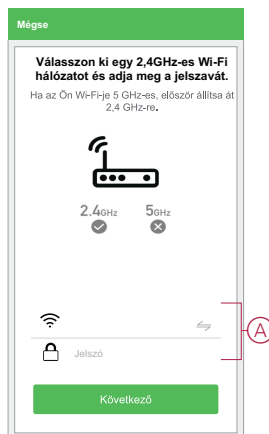 Mégse
Válasszon ki egy 2,4GHz-es Wi-Fi
hálózatot és adja meg a jelszavát.
Ha az Ön Wi-Fi-je 5 GHz-es, először állítsa át
2,4 GHz-re.
2.4GHz 5GHz
A
Jelszó
Következő